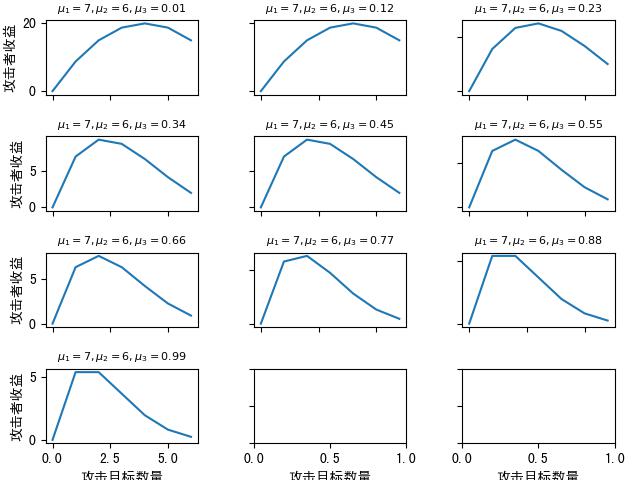 μ₁ = 7, μ₂ = 6, μ₃ = 0.01
μ₁ = 7, μ₂ = 6, μ₃ = 0.12
μ₁ = 7, μ₂ = 6, μ₃ = 0.23
20
0
攻击者收益
μ₁ = 7, μ₂ = 6, μ₃ = 0.34
μ₁ = 7, μ₂ = 6, μ₃ = 0.45
μ₁ = 7, μ₂ = 6, μ₃ = 0.55
5
0
攻击者收益
μ₁ = 7, μ₂ = 6, μ₃ = 0.66
μ₁ = 7, μ₂ = 6, μ₃ = 0.77
μ₁ = 7, μ₂ = 6, μ₃ = 0.88
5
0
攻击者收益
μ₁ = 7, μ₂ = 6, μ₃ = 0.99
5
0
攻击者收益
0.0 2.5 5.0
0.0 0.5 1.0
0.0 0.5 1.0
攻击目标数量
攻击目标数量
攻击目标数量